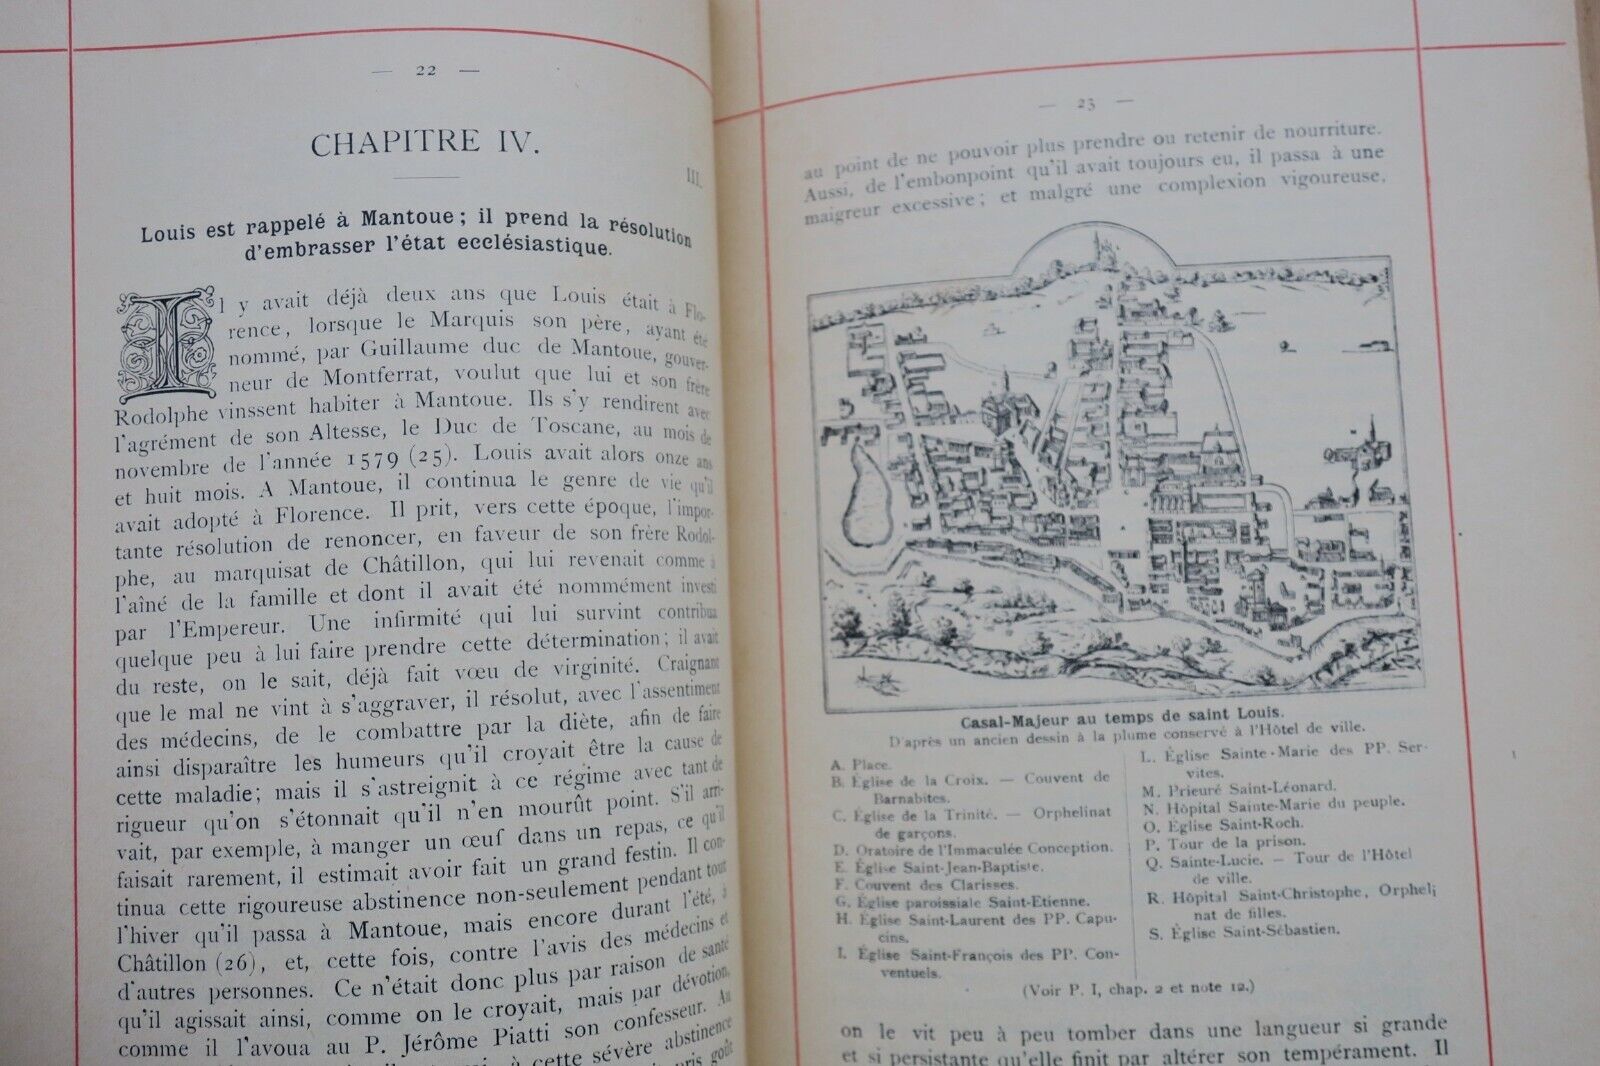 — 22 —
CHAPITRE IV.
III.
Louis est rappelé à Mantoue ; il prend la résolution
d'embrasser l'état ecclésiastique.
Il y avait déjà deux ans que Louis était à Flo-
rence, lorsque le Marquis son père, ayant été
nommé, par Guillaume duc de Mantoue, gouver-
neur de Montferrat, voulut que lui et son frère
Rodolphe vinssent habiter à Mantoue. Ils s'y rendirent avec
l'agrément de son Altesse, le Duc de Toscane, au mois de
novembre de l'année 1579 (25). Louis avait alors onze ans
et huit mois. A Mantoue, il continua le genre de vie qu'il
avait adopté à Florence. Il prit, vers cette époque, l'impor-
tante résolution de renoncer, en faveur de son frère Rodol-
phe, au marquisat de Châtillon, qui lui revenait comme à
l'aîné de la famille et dont il avait été nommément investi
par l'Empereur. Une infirmité qui lui survint contribua
quelque peu à lui faire prendre cette détermination ; il avait
du reste, on le sait, déjà fait vœu de virginité. Craignant
que le mal ne vint à s'aggraver, il résolut, avec l'assentiment
des médecins, de le combattre par la diète, afin de faire
ainsi disparaître les humeurs qu'il croyait être la cause de
cette maladie ; mais il s'astreignit à ce régime avec tant de
rigueur qu'on s'étonnait qu'il n'en mourût point. S'il arri-
vait, par exemple, à manger un œuf dans un repas, ce qu'il
faisait rarement, il estimait avoir fait un grand festin. Il con-
tinua cette rigoureuse abstinence non-seulement pendant tout
l'hiver qu'il passa à Mantoue, mais encore durant l'été, à
Châtillon (26), et, cette fois, contre l'avis des médecins et
d'autres personnes. Ce n'était donc plus par raison de santé
qu'il agissait ainsi, comme on le croyait, mais par dévotion,
comme il l'avoua au P. Jérôme Piatti son confesseur. Au
à cette sévère abstinence
pris goût
— 23 —
au point de ne pouvoir plus prendre ou retenir de nourriture.
Aussi, de l'embonpoint qu'il avait toujours eu, il passa à une
maigreur excessive ; et malgré une complexion vigoureuse,
Casal-Majeur au temps de saint Louis.
D'après un ancien dessin à la plume conservé à l'Hôtel de ville.
A. Place.
B. Église de la Croix. — Couvent de
Barnabites.
C. Église de la Trinité. — Orphelinat
de garçons.
D. Oratoire de l'Immaculée Conception.
E. Église Saint-Jean-Baptiste.
F. Couvent des Clarisses.
G. Église paroissiale Saint-Etienne.
H. Église Saint-Laurent des PP. Capu-
cins.
I. Église Saint-François des PP. Con-
ventuels.
L. Église Sainte-Marie des PP. Ser-
vites.
M. Prieuré Saint-Léonard.
N. Hôpital Sainte-Marie du peuple.
O. Église Saint-Roch.
P. Tour de la prison.
Q. Sainte-Lucie. — Tour de l'Hôtel
de ville.
R. Hôpital Saint-Christophe, Orpheli
nat de filles.
S. Église Saint-Sébastien.
(Voir P. I, chap. 2 et note 12.)
on le vit peu à peu tomber dans une langueur si grande
et si persistante qu'elle finit par altérer son tempérament. Il